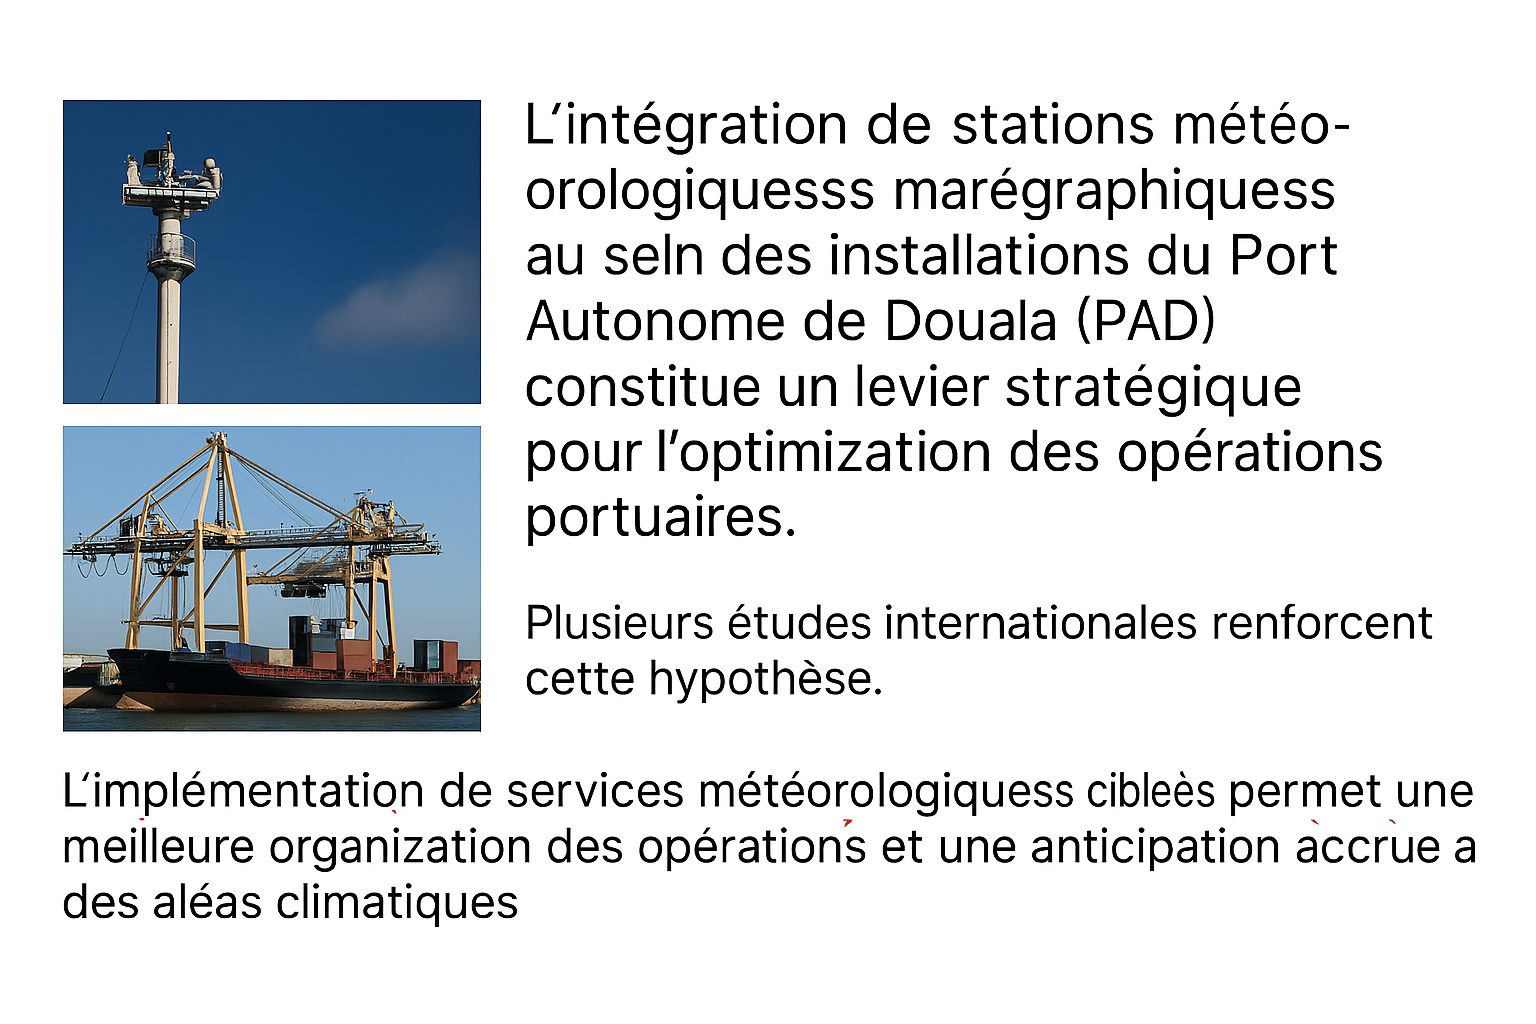 L'intégration de stations météo-
orologiquesss marégraphiquess
au seln des installations du Port
Autonome de Douala (PAD)
constitue un levier stratégique
pour l'optimization des opérations
portuaires.
Plusieurs études internationales renforcent
cette hypothèse.
L'implémentation de services météorologiquess cibleès permet une
meilleure organization des opérations et une anticipation accrue a
des aléas climatiques